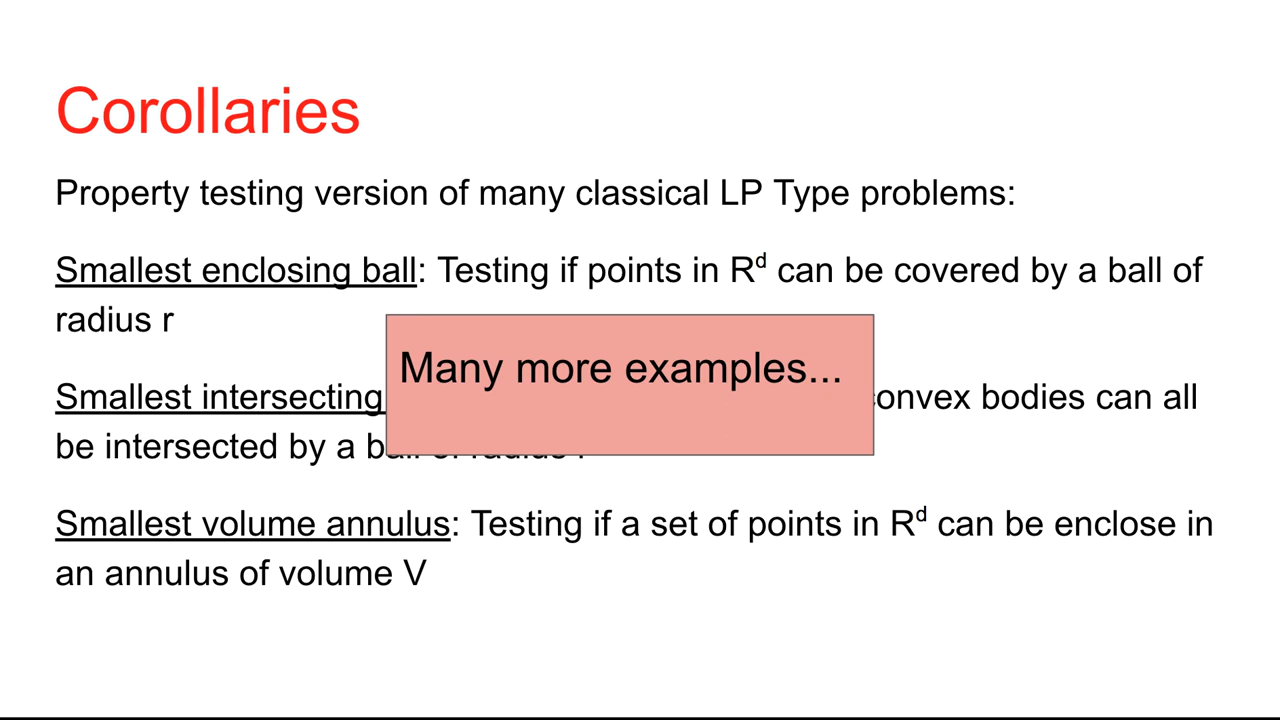 Corollaries
Property testing version of many classical LP Type problems:
Smallest enclosing ball: Testing if points in R^d can be covered by a ball of
radius r
Many more examples...
Smallest intersecting convex bodies can all
be intersected by a
Smallest volume annulus: Testing if a set of points in R^d can be enclose in
an annulus of volume V